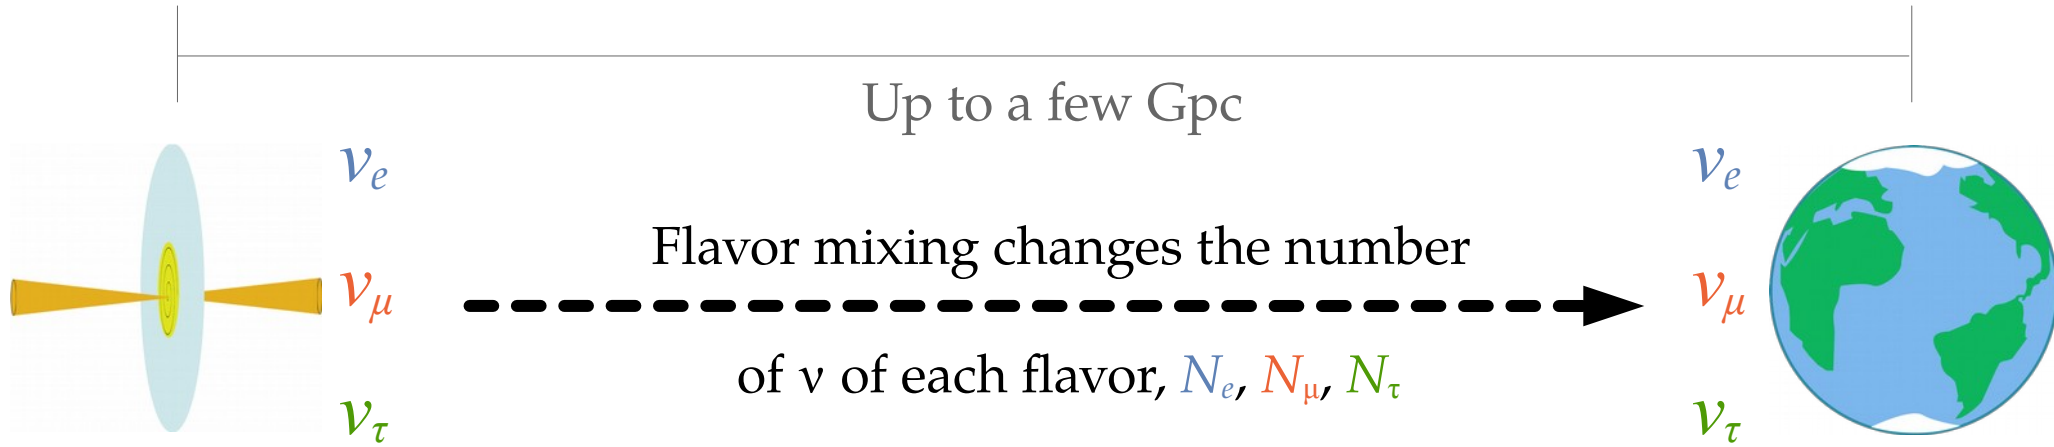 Up to a few Gpc
νe
νe
Flavor mixing changes the number
νμ
νμ
of ν of each flavor, Ne, Nμ, Nτ
ντ
ντ